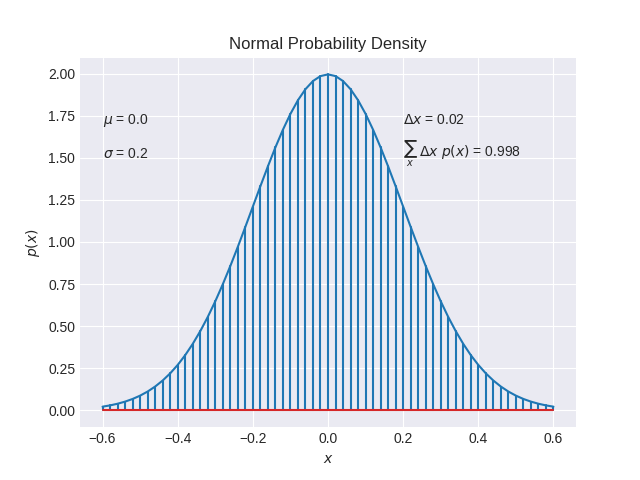 Normal Probability Density
2.00
1.75
1.50
1.25
1.00
0.75
0.50
0.25
0.00
p(x)
μ = 0.0
σ = 0.2
Δx = 0.02
∑ₓ Δx p(x) = 0.998
−0.6 −0.4 −0.2 0.0 0.2 0.4 0.6
x